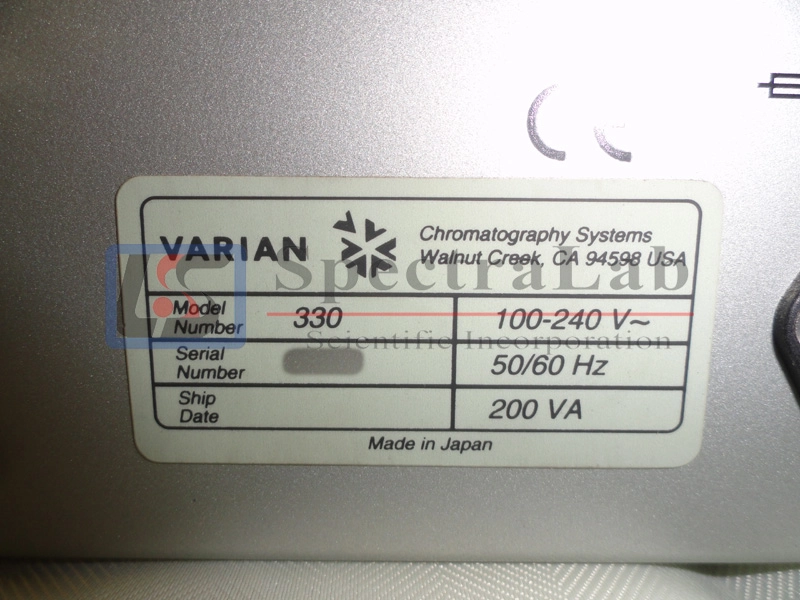 CE
VARIAN
Chromatography Systems
Walnut Creek, CA 94598 USA
SpectraLab
Scientific Incorporation
Model Number 330
100-240 V~
Serial Number
50/60 Hz
Ship Date
200 VA
Made in Japan